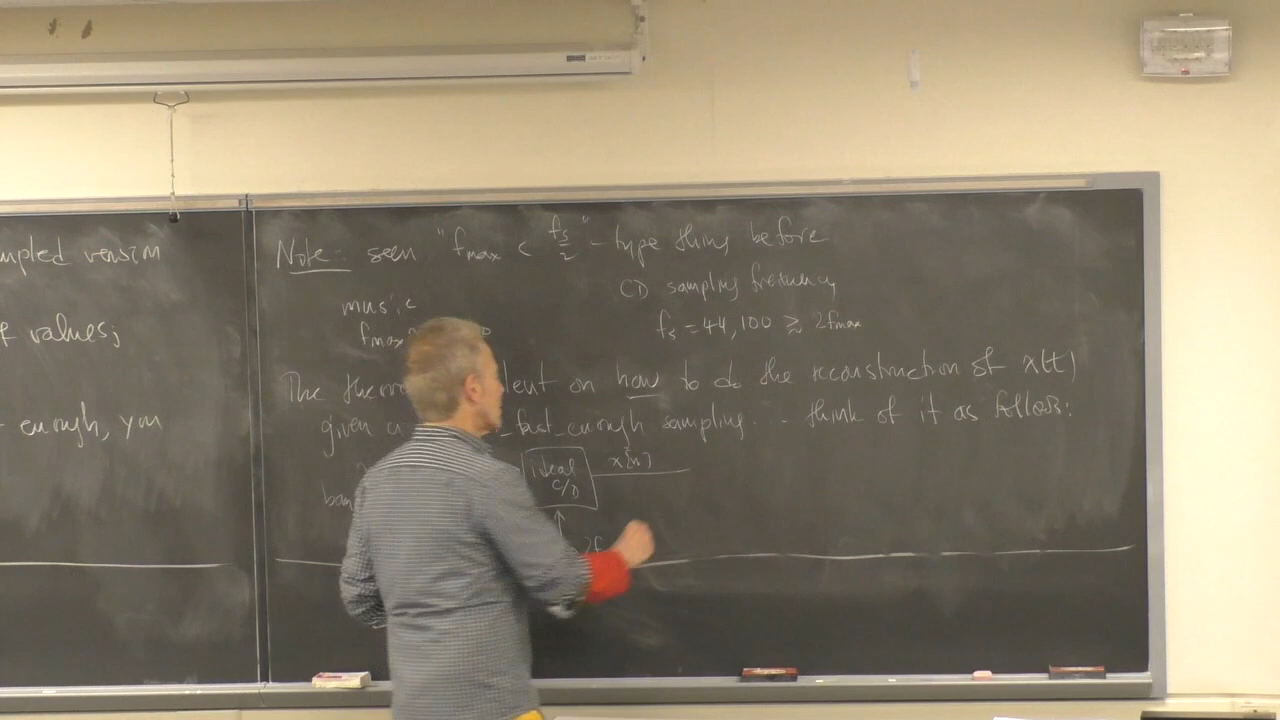 mpled version
values;
enough, you
Note: seen "fmax < fs/2" - type thing before
CD sampling frequency
music
fs = 44,100 ≳ 2fmax
fmax
The theorem lent on how to do the reconstruction of x(t)
given fast enough sampling... think of it as follows:
ideal C/D x[n]